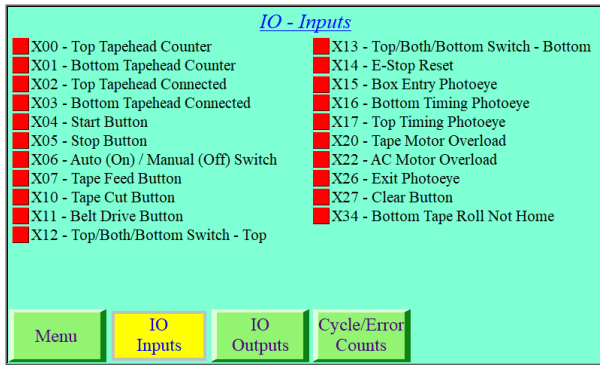 IO - Inputs
X00 - Top Tapehead Counter
X01 - Bottom Tapehead Counter
X02 - Top Tapehead Connected
X03 - Bottom Tapehead Connected
X04 - Start Button
X05 - Stop Button
X06 - Auto (On) / Manual (Off) Switch
X07 - Tape Feed Button
X10 - Tape Cut Button
X11 - Belt Drive Button
X12 - Top/Both/Bottom Switch - Top
X13 - Top/Both/Bottom Switch - Bottom
X14 - E-Stop Reset
X15 - Box Entry Photoeye
X16 - Bottom Timing Photoeye
X17 - Top Timing Photoeye
X20 - Tape Motor Overload
X22 - AC Motor Overload
X26 - Exit Photoeye
X27 - Clear Button
X34 - Bottom Tape Roll Not Home
Menu
IO
Inputs
IO
Outputs
Cycle/Error
Counts